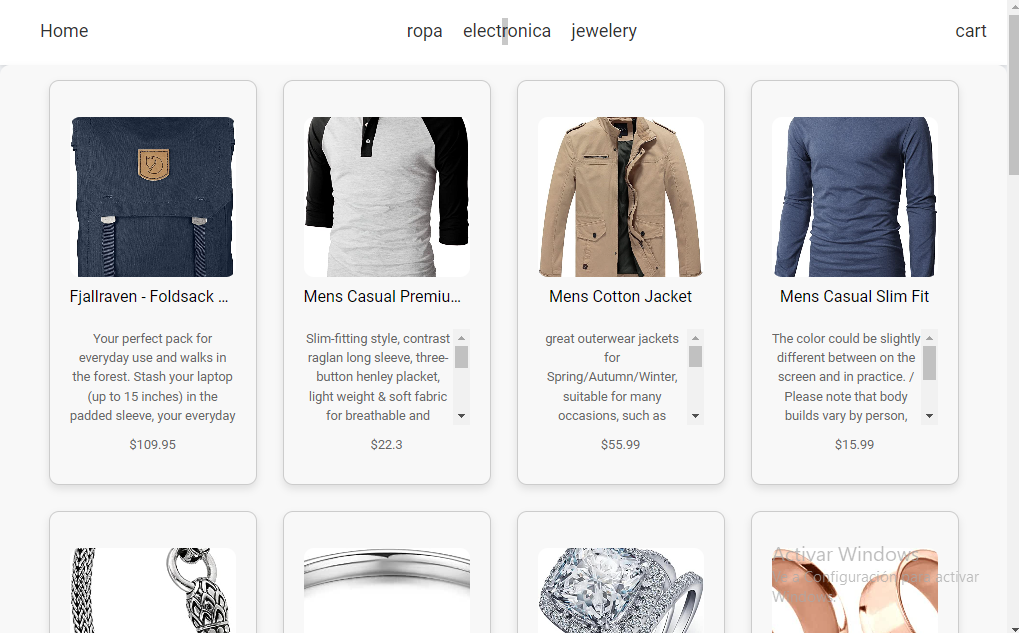 Home
ropa electronica jewelery
cart
Fjallraven - Foldsack ...
Your perfect pack for
everyday use and walks in
the forest. Stash your laptop
(up to 15 inches) in the
padded sleeve, your everyday
$109.95
Mens Casual Premiu...
Slim-fitting style, contrast
raglan long sleeve, three-
button henley placket,
light weight & soft fabric
for breathable and
$22.3
Mens Cotton Jacket
great outerwear jackets
for
Spring/Autumn/Winter,
suitable for many
occasions, such as
$55.99
Mens Casual Slim Fit
The color could be slightly
different between on the
screen and in practice. /
Please note that body
builds vary by person,
$15.99
Activar Windows
a Configuración para activar
Windows.